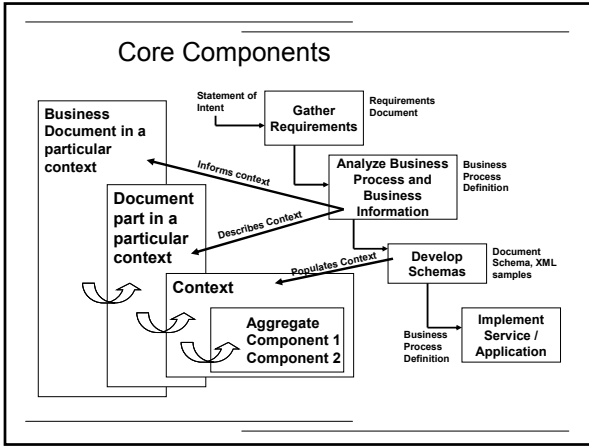 Core Components
Statement of
Intent
Gather
Requirements
Requirements
Document
Business
Document in a
particular
context
Informs context
Analyze Business
Process and
Business
Information
Business
Process
Definition
Document
part in a
particular
context
Describes Context
Populates Context
Develop
Schemas
Document
Schema, XML
samples
Context
Aggregate
Component 1
Component 2
Business
Process
Definition
Implement
Service /
Application